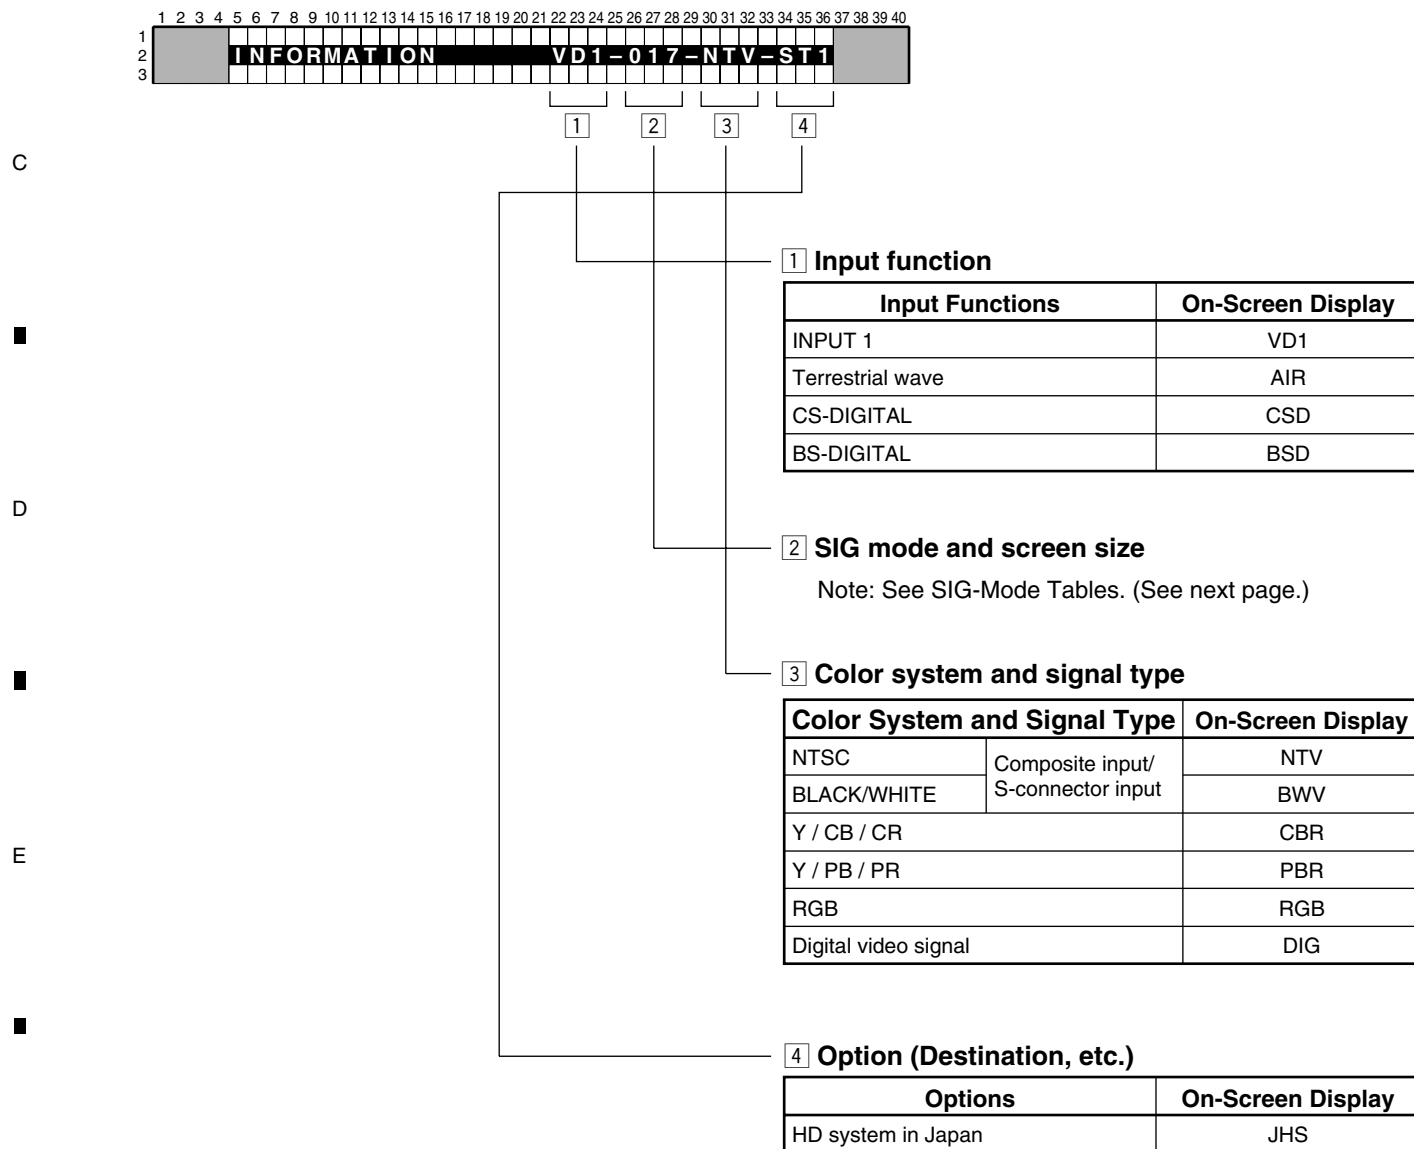 1 2 3 4 5 6 7 8 9 10 11 12 13 14 15 16 17 18 19 20 21 22 23 24 25 26 27 28 29 30 31 32 33 34 35 36 37 38 39 40
1
2 INFORMATION VD1–017–NTV–ST1
3
1 2 3 4
C
1 Input function
Input Functions On-Screen Display
INPUT 1 VD1
Terrestrial wave AIR
CS-DIGITAL CSD
BS-DIGITAL BSD
D
2 SIG mode and screen size
Note: See SIG-Mode Tables. (See next page.)
3 Color system and signal type
Color System and Signal Type On-Screen Display
NTSC Composite input/ NTV
BLACK/WHITE S-connector input BWV
Y / CB / CR CBR
E
Y / PB / PR PBR
RGB RGB
Digital video signal DIG
4 Option (Destination, etc.)
Options On-Screen Display
HD system in Japan JHS